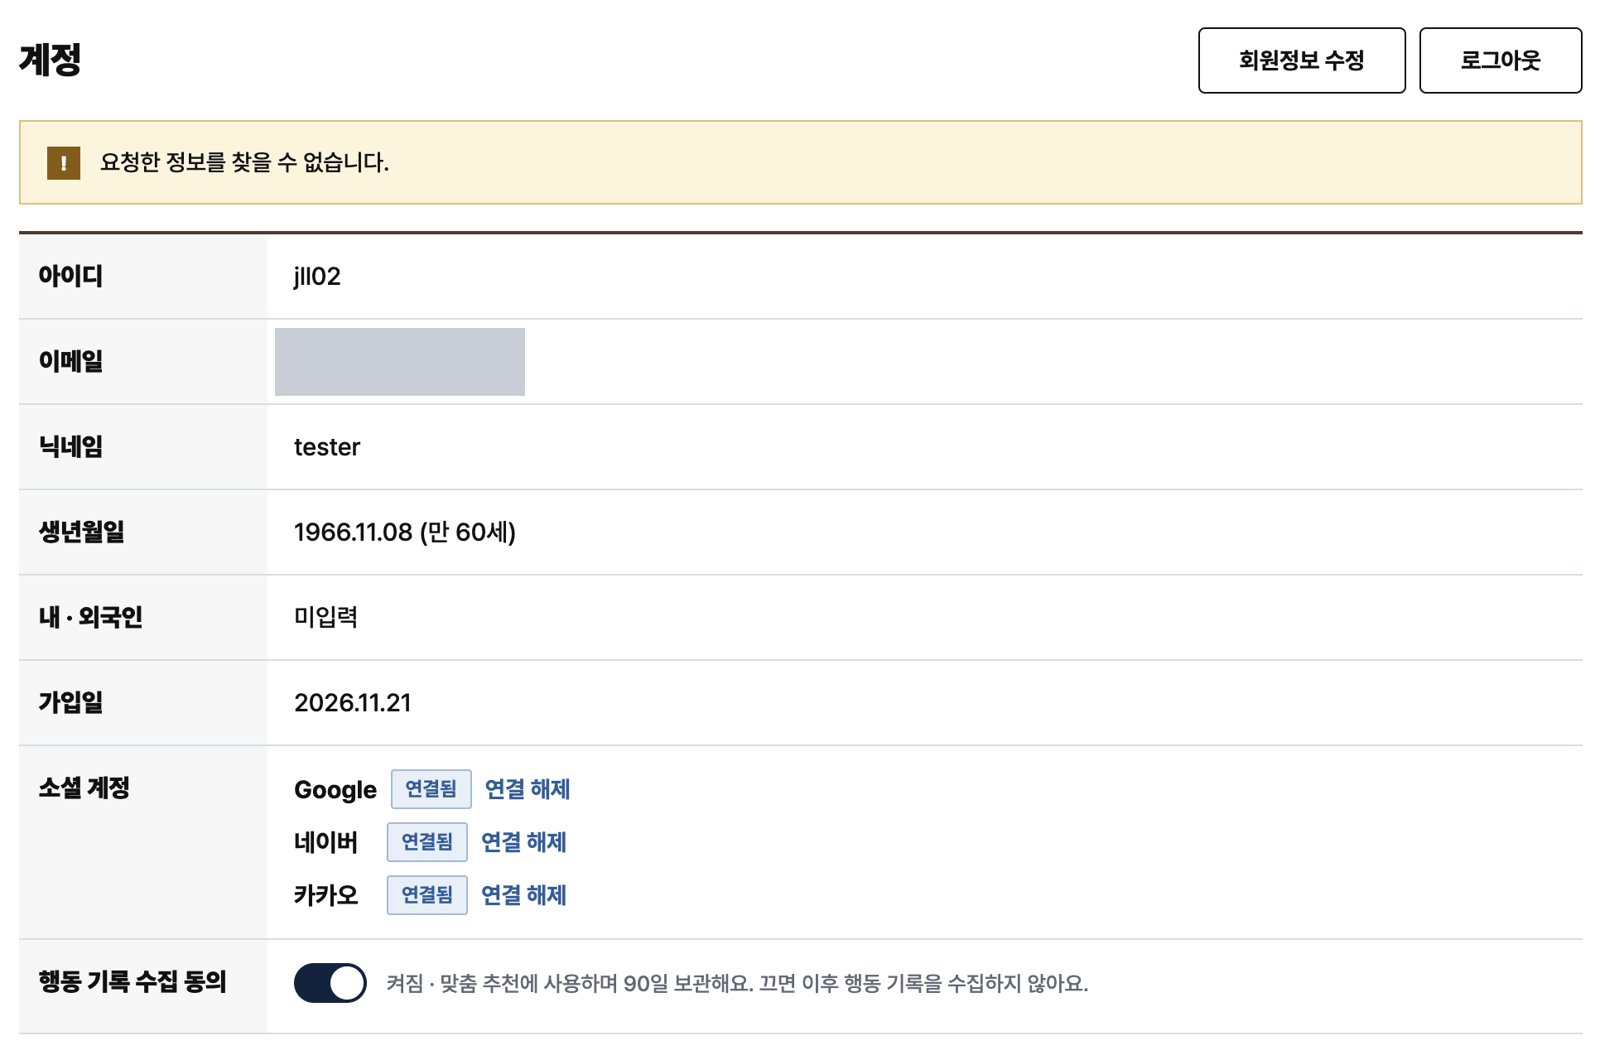 계정
회원정보 수정
로그아웃
! 요청한 정보를 찾을 수 없습니다.
아이디 jll02
이메일
닉네임 tester
생년월일 1966.11.08 (만 60세)
내 · 외국인 미입력
가입일 2026.11.21
소셜 계정 Google 연결됨 연결 해제
네이버 연결됨 연결 해제
카카오 연결됨 연결 해제
행동 기록 수집 동의 켜짐 · 맞춤 추천에 사용하며 90일 보관해요. 끄면 이후 행동 기록을 수집하지 않아요.